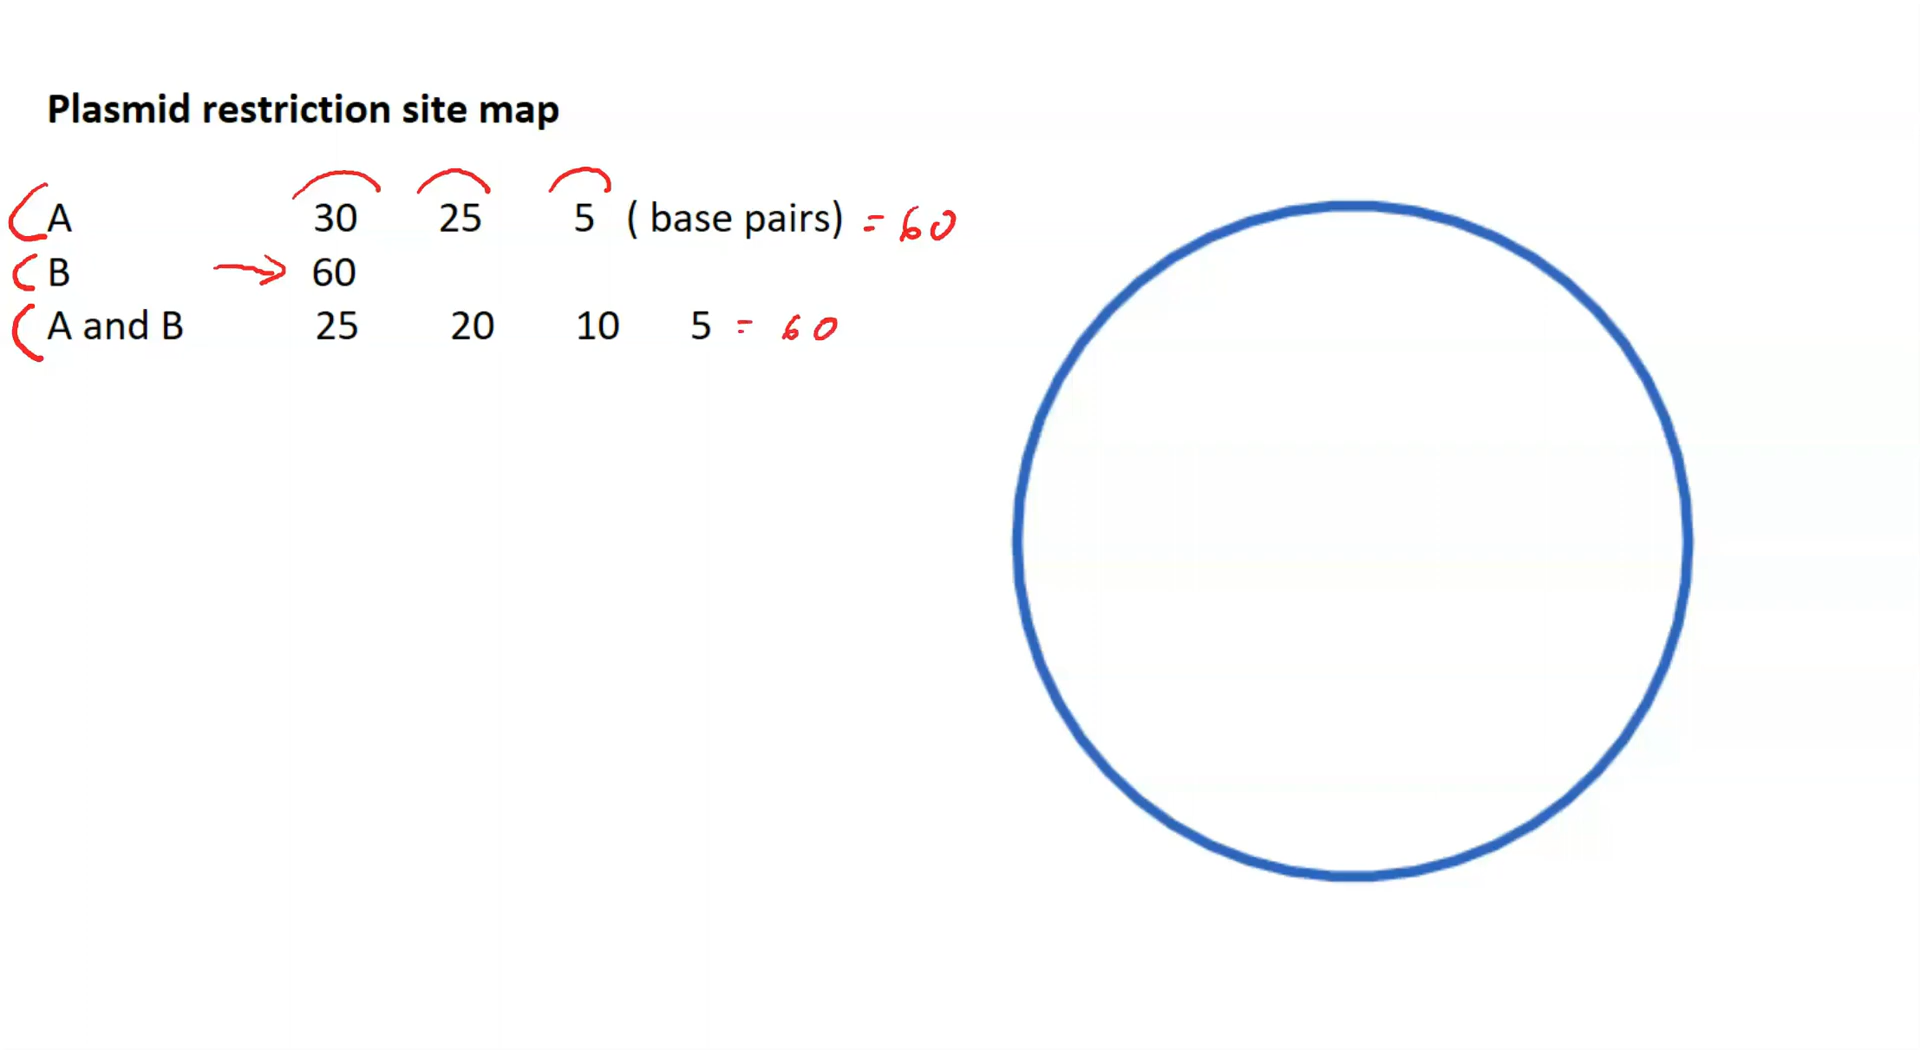 Plasmid restriction site map
A 30 25 5 ( base pairs) = 60
B → 60
A and B 25 20 10 5 = 60